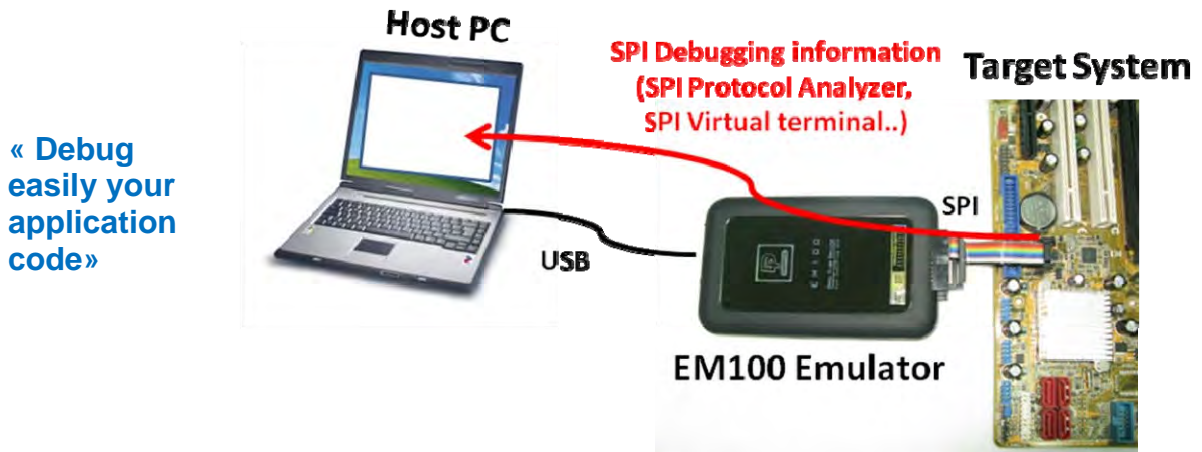 Host PC
SPI Debugging information
(SPI Protocol Analyzer,
SPI Virtual terminal..)
Target System
« Debug
easily your
application
code»
SPI
USB
EM100
EM100 Emulator